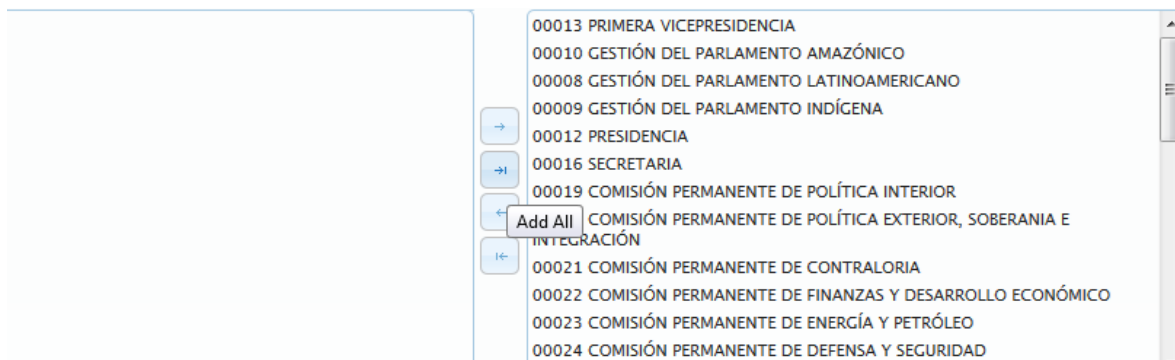 00013 PRIMERA VICEPRESIDENCIA
00010 GESTIÓN DEL PARLAMENTO AMAZÓNICO
00008 GESTIÓN DEL PARLAMENTO LATINOAMERICANO
00009 GESTIÓN DEL PARLAMENTO INDÍGENA
00012 PRESIDENCIA
00016 SECRETARIA
00019 COMISIÓN PERMANENTE DE POLÍTICA INTERIOR
Add All
COMISIÓN PERMANENTE DE POLÍTICA EXTERIOR, SOBERANIA E
INTEGRACIÓN
00021 COMISIÓN PERMANENTE DE CONTRALORIA
00022 COMISIÓN PERMANENTE DE FINANZAS Y DESARROLLO ECONÓMICO
00023 COMISIÓN PERMANENTE DE ENERGÍA Y PETRÓLEO
00024 COMISIÓN PERMANENTE DE DEFENSA Y SEGURIDAD